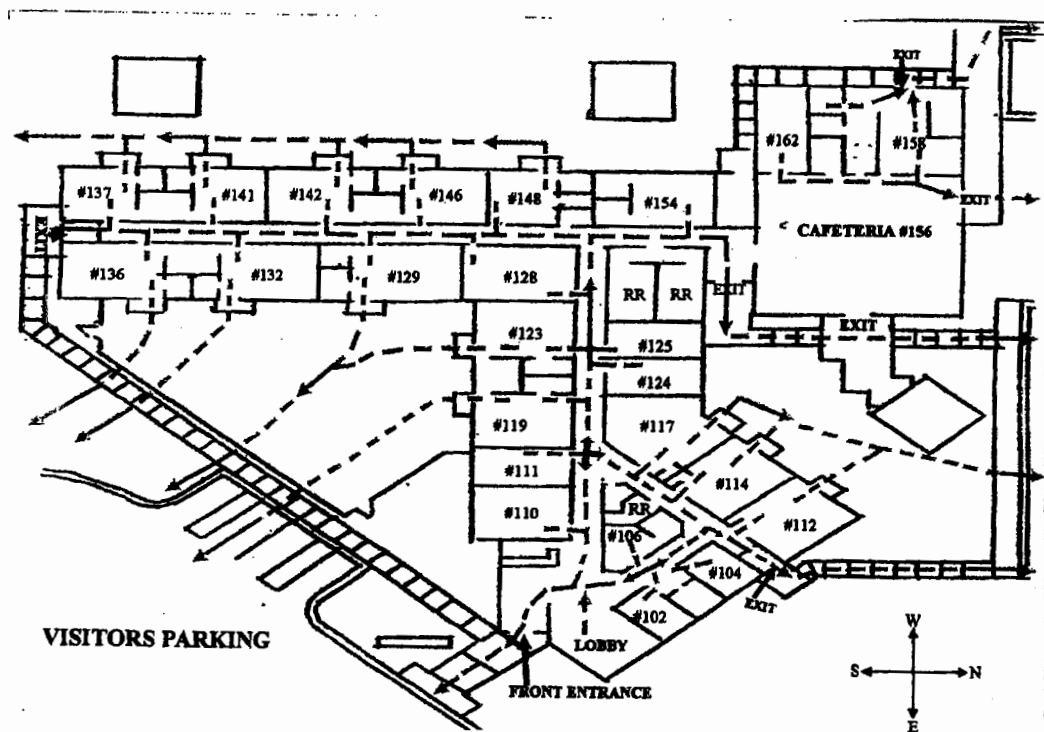 EXIT
#162
#158
#137
#141
#142
#146
#148
#154
EXIT
EXIT
CAFETERIA #156
#136
#132
#129
#128
RR
RR
EXIT
EXIT
#123
#125
#124
#119
#117
#111
#114
#110
RR
#112
#106
#104
#102
EXIT
LOBBY
VISITORS PARKING
FRONT ENTRANCE
W
S
N
E